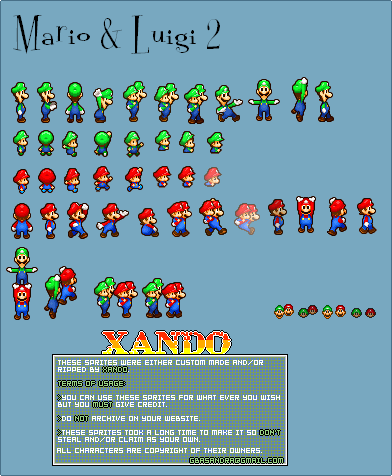 Mario & Luigi 2
XANDO
THESE SPRITES WERE EITHER CUSTOM MADE AND/OR
RIPPED BY XANDO.
TERMS OF USAGE:
>YOU CAN USE THESE SPRITES FOR WHAT EVER YOU WISH
BUT YOU MUST GIVE CREDIT.
>DO NOT ARCHIVE ON YOUR WEBSITE.
>THESE SPRITES TOOK A LONG TIME TO MAKE IT SO DON'T
STEAL AND/OR CLAIM AS YOUR OWN.
ALL CHARACTERS ARE COPYRIGHT OF THEIR OWNERS.
GBASANDRA@GMAIL.COM